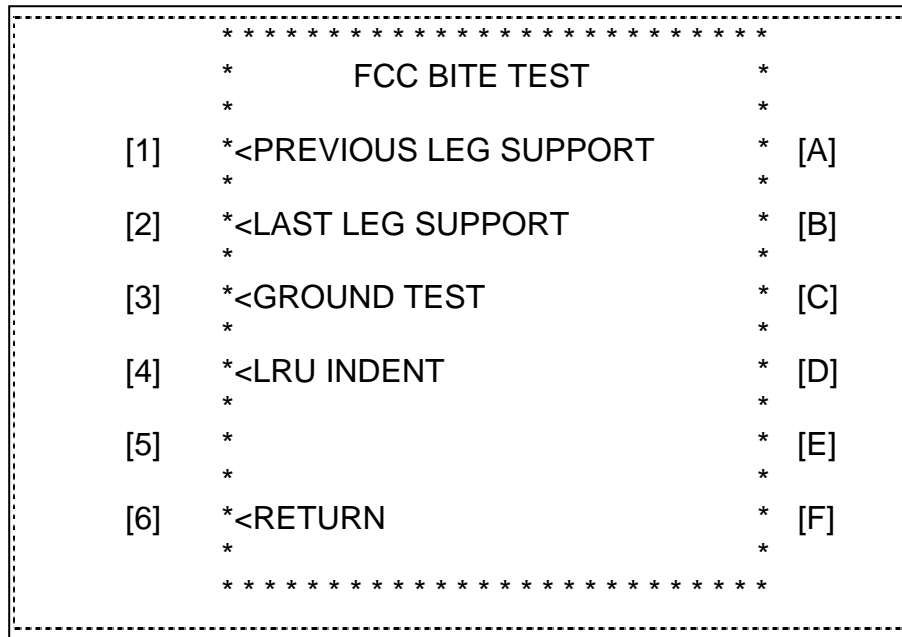 * * * * * * * * * * * * * * * * * * * * * * * * * *
* FCC BITE TEST *
* *
[1] *<PREVIOUS LEG SUPPORT * [A]
* *
[2] *<LAST LEG SUPPORT * [B]
* *
[3] *<GROUND TEST * [C]
* *
[4] *<LRU INDENT * [D]
* *
[5] * * [E]
* *
[6] *<RETURN * [F]
* *
* * * * * * * * * * * * * * * * * * * * * * * * * *